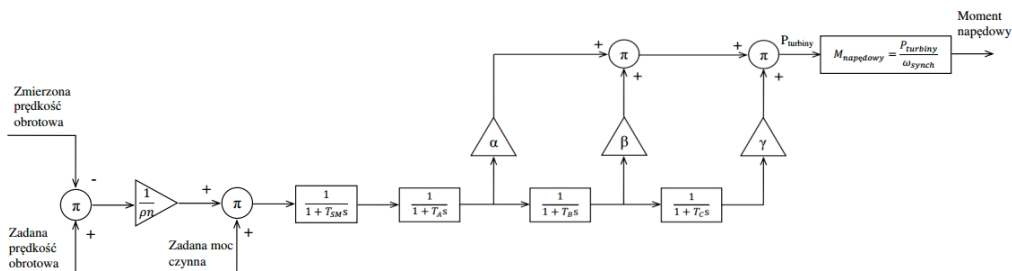 Moment
napędowy
P_turbiny
+
π
+
+
π
+
M_napędowy = P_turbiny / ω_synch
Zmierzona
prędkość
obrotowa
α
β
γ
-
π
+
1/ρn
+
π
+
1 / 1 + T_SM s
1 / 1 + T_A s
1 / 1 + T_B s
1 / 1 + T_C s
Zadana
prędkość
obrotowa
Zadana moc
czynna